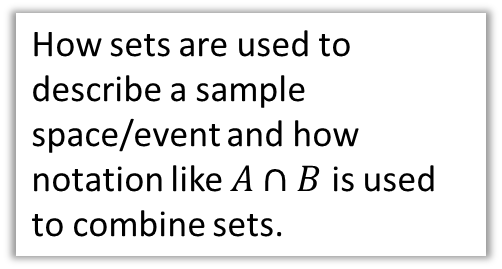 How sets are used to
describe a sample
space/event and how
notation like A ∩ B is used
to combine sets.